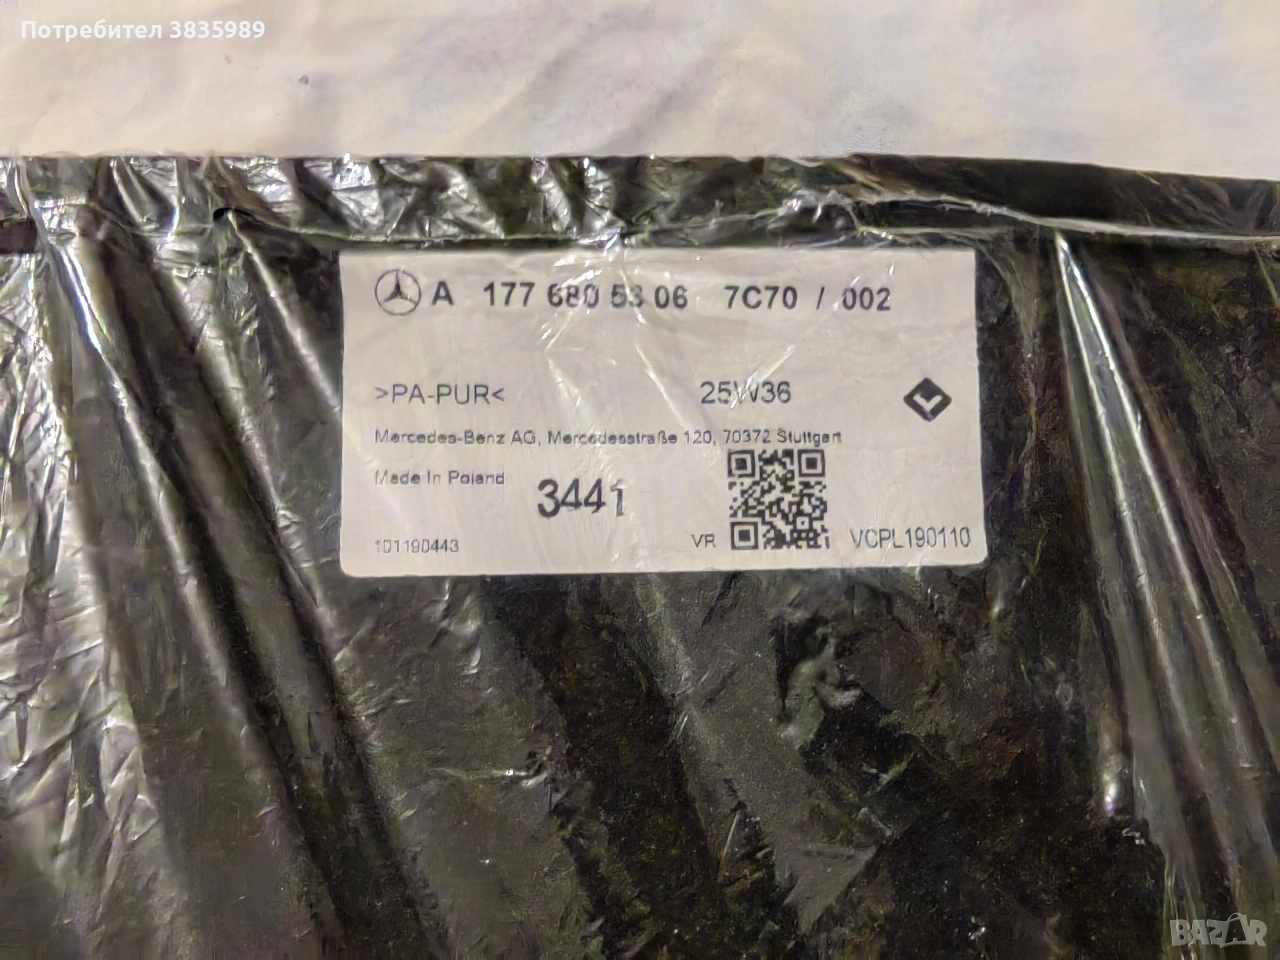 Потребител 3835989
A 177 680 53 06 7C70 / 002
>PA-PUR< 25W36
Mercedes-Benz AG, Mercedesstraße 120, 70372 Stuttgart
Made In Poland
3441
101190443 VR VCPL190110
BAZAR